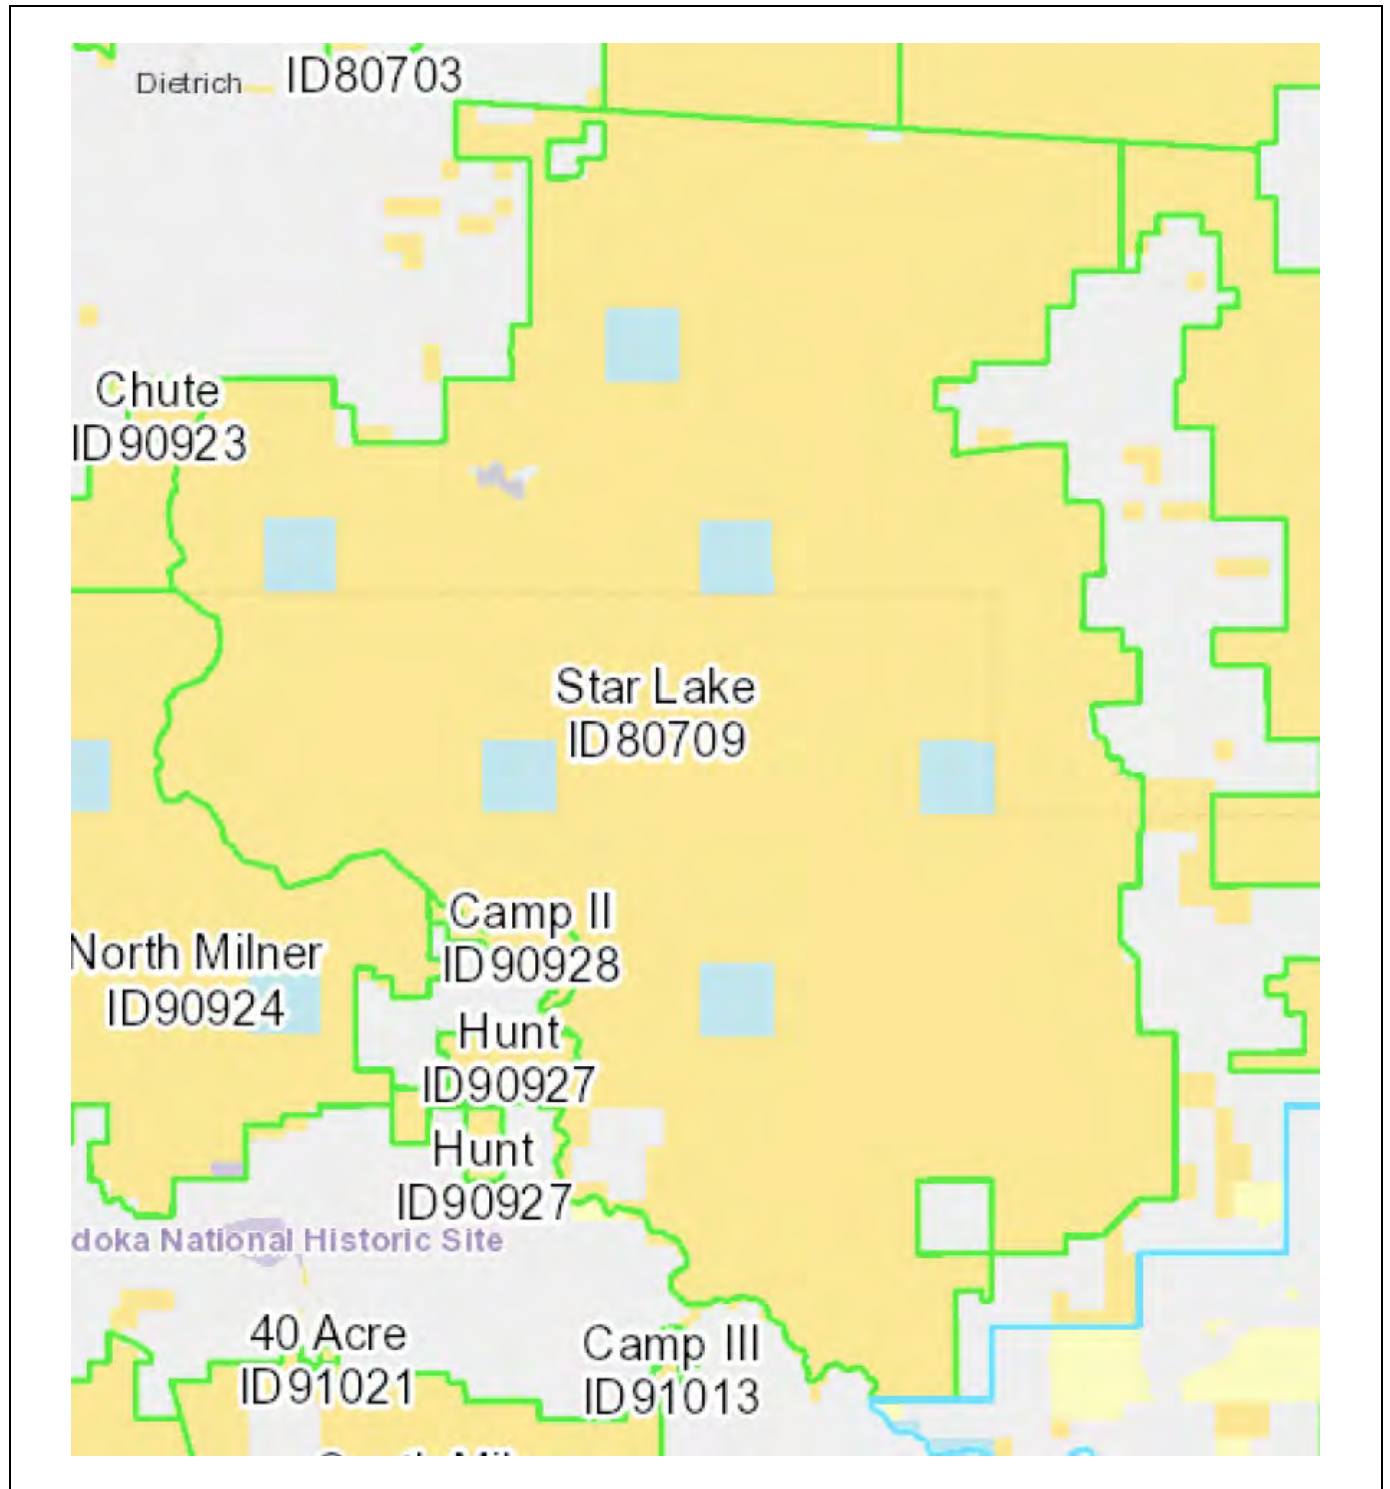 Dietrich
ID80703
Chute
ID90923
Star Lake
ID80709
Camp II
ID90928
North Milner
ID90924
Hunt
ID90927
Hunt
ID90927
doka National Historic Site
40 Acre
ID91021
Camp III
ID91013